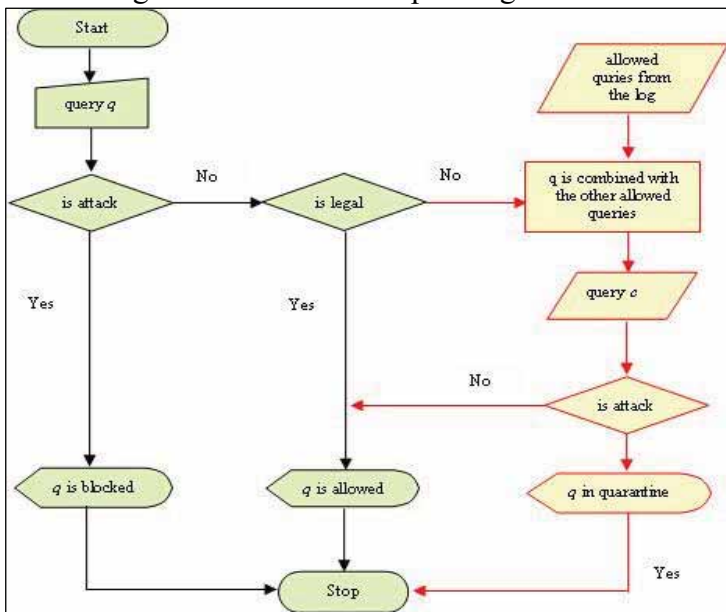 Start
query q
is attack
No
is legal
No
allowed
quries from
the log
q is combined with
the other allowed
queries
query c
Yes
Yes
No
is attack
q is blocked
q is allowed
q in quarantine
Yes
Stop